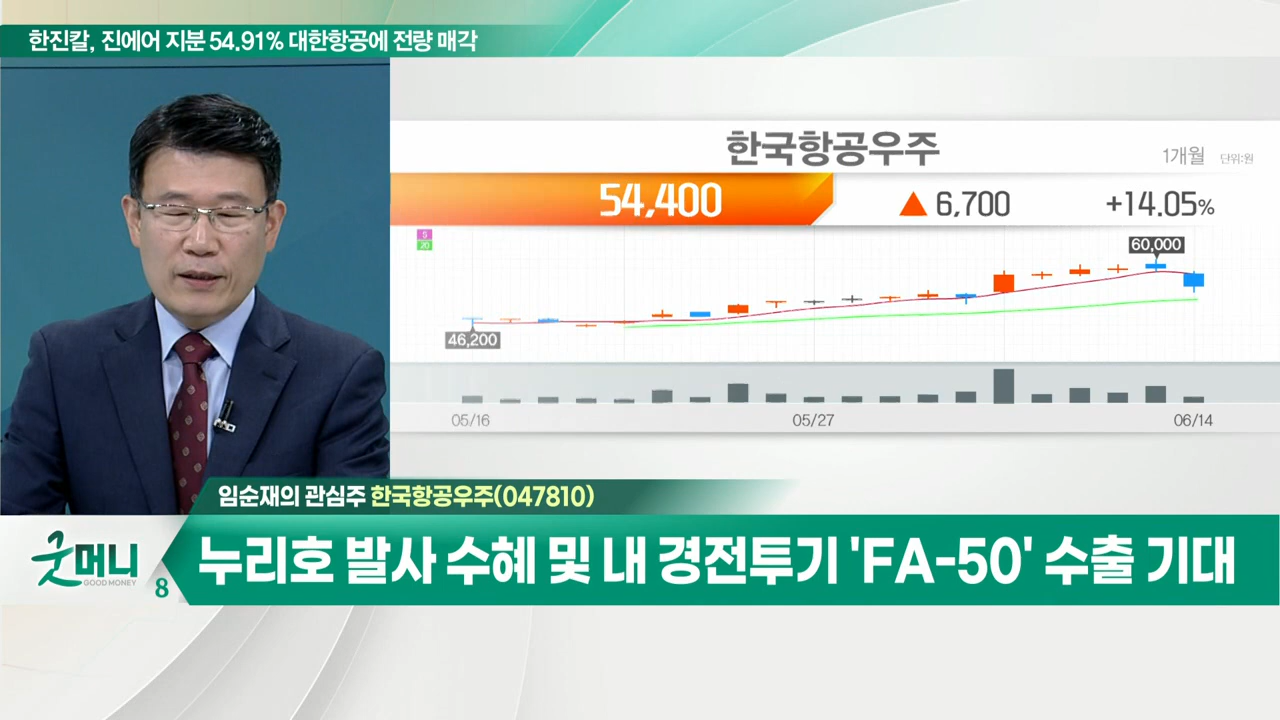 한진칼, 진에어 지분 54.91% 대한항공에 전량 매각
한국항공우주
1개월 단위:원
54,400 ▲ 6,700 +14.05%
5
20
60,000
46,200
05/16 05/27 06/14
임순재의 관심주 한국항공우주(047810)
굿머니
GOOD MONEY
8
누리호 발사 수혜 및 내 경전투기 'FA-50' 수출 기대